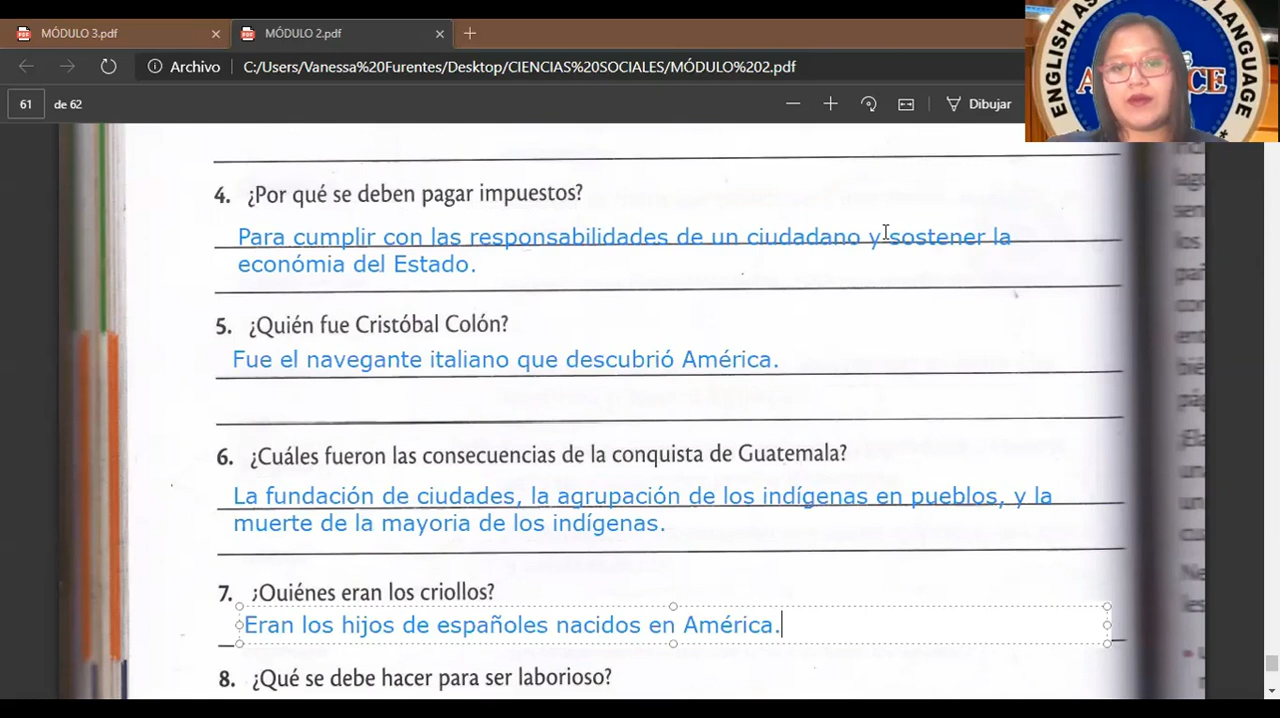 MÓDULO 3.pdf
MÓDULO 2.pdf
Archivo
C:/Users/Vanessa%20Furentes/Desktop/CIENCIAS%20SOCIALES/MÓDULO%202.pdf
61 de 62
Dibujar
ENGLISH AS
LANGUAGE
4. ¿Por qué se deben pagar impuestos?
Para cumplir con las responsabilidades de un ciudadano y sostener la
económia del Estado.
5. ¿Quién fue Cristóbal Colón?
Fue el navegante italiano que descubrió América.
6. ¿Cuáles fueron las consecuencias de la conquista de Guatemala?
La fundación de ciudades, la agrupación de los indígenas en pueblos, y la
muerte de la mayoria de los indígenas.
7. ¿Quiénes eran los criollos?
Eran los hijos de españoles nacidos en América.
8. ¿Qué se debe hacer para ser laborioso?